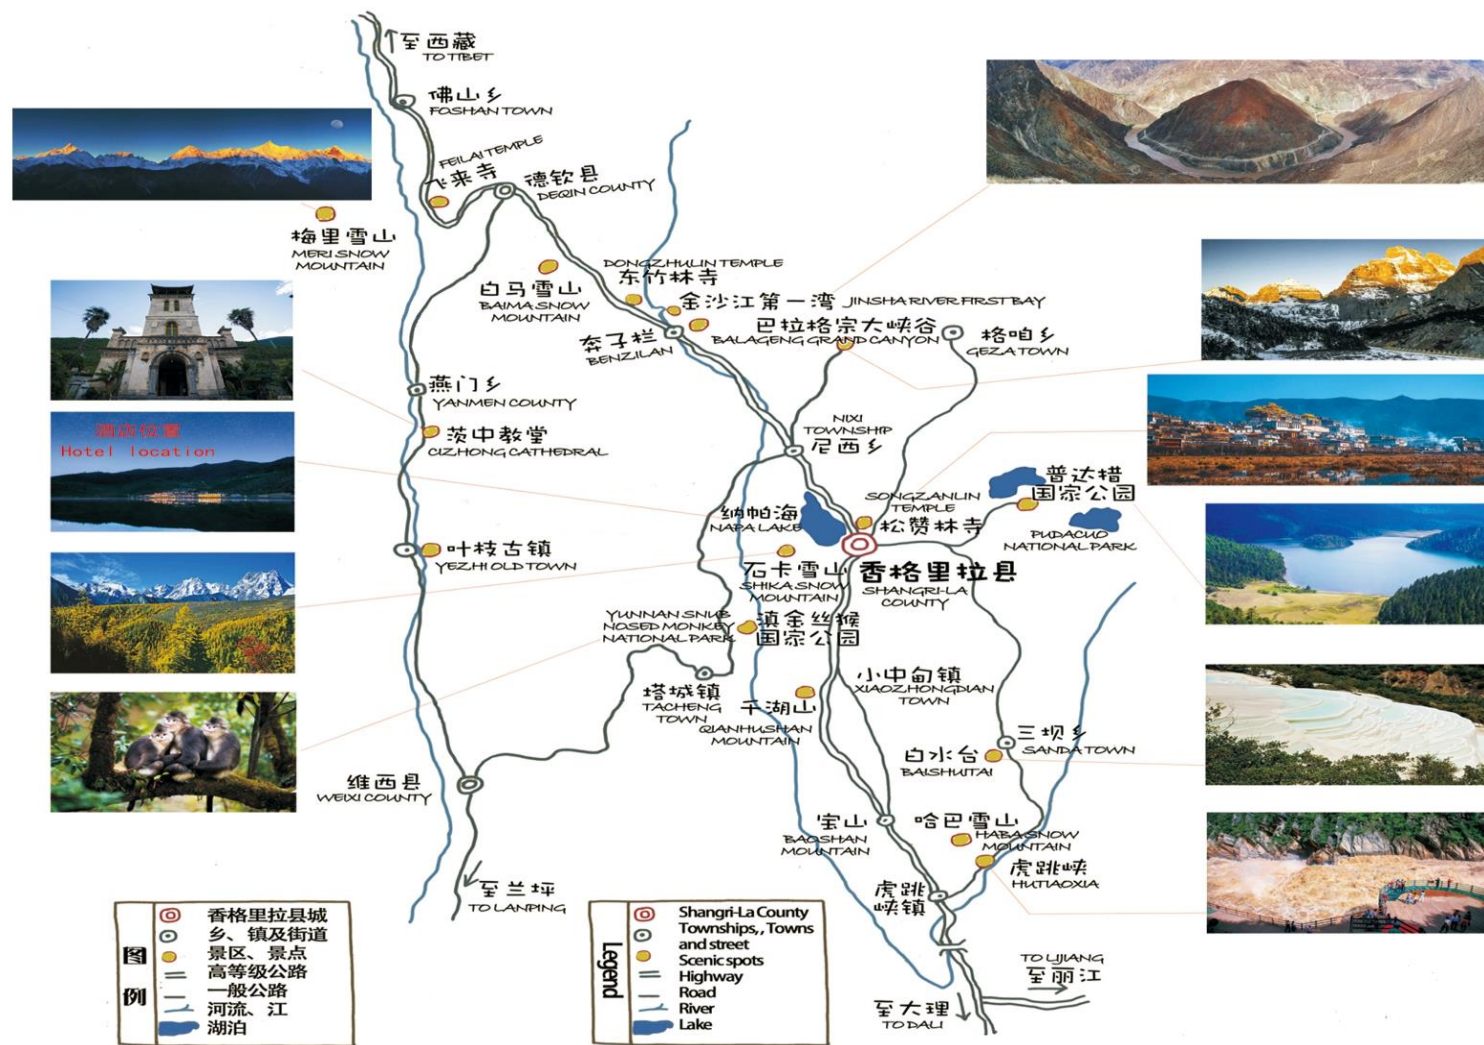 至西藏
TO TIBET
佛山乡
FOSHAN TOWN
FEILAI TEMPLE
飞来寺
德钦县
DEQIN COUNTY
梅里雪山
MERI SNOW
MOUNTAIN
白马雪山
BAIMA SNOW
MOUNTAIN
DONGZHULIN TEMPLE
东竹林寺
金沙江第一湾 JINSHA RIVER FIRST BAY
奔子栏
BENZILAN
巴拉格宗大峡谷
BALAGENG GRAND CANYON
格咱乡
GEZA TOWN
燕门乡
YANMEN COUNTY
茨中教堂
CIZHONG CATHEDRAL
酒店位置
Hotel location
NIXI
TOWNSHIP
尼西乡
纳帕海
NAPA LAKE
SONGZANLIN
TEMPLE
松赞林寺
普达措
国家公园
PUDACUO
NATIONAL PARK
叶枝古镇
YEZHI OLD TOWN
石卡雪山
SHIKA SNOW
MOUNTAIN
香格里拉县
SHANGRI-LA
COUNTY
YUNNAN SNUB
NOSED MONKEY
NATIONAL PARK
滇金丝猴
国家公园
塔城镇
TACHENG
TOWN
千湖山
QIANHUSHAN
MOUNTAIN
小中甸镇
XIAOZHONGDIAN
TOWN
三坝乡
SANDA TOWN
白水台
BAISHUITAI
维西县
WEIXI COUNTY
宝山
BAOSHAN
MOUNTAIN
哈巴雪山
HABA SNOW
MOUNTAIN
虎跳峡
HUTIAOXIA
虎跳
峡镇
至兰坪
TO LANPING
TO LIJIANG
至丽江
至大理
TO DALI
图例
香格里拉县城
乡、镇及街道
景区、景点
高等级公路
一般公路
河流、江
湖泊
Legend
Shangri-La County
Townships,, Towns
and street
Scenic spots
Highway
Road
River
Lake